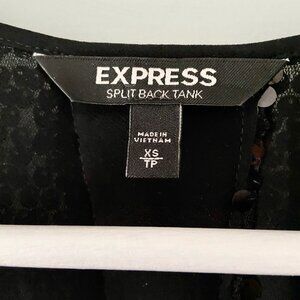 EXPRESS
SPLIT BACK TANK
MADE IN
VIETNAM
XS
TP